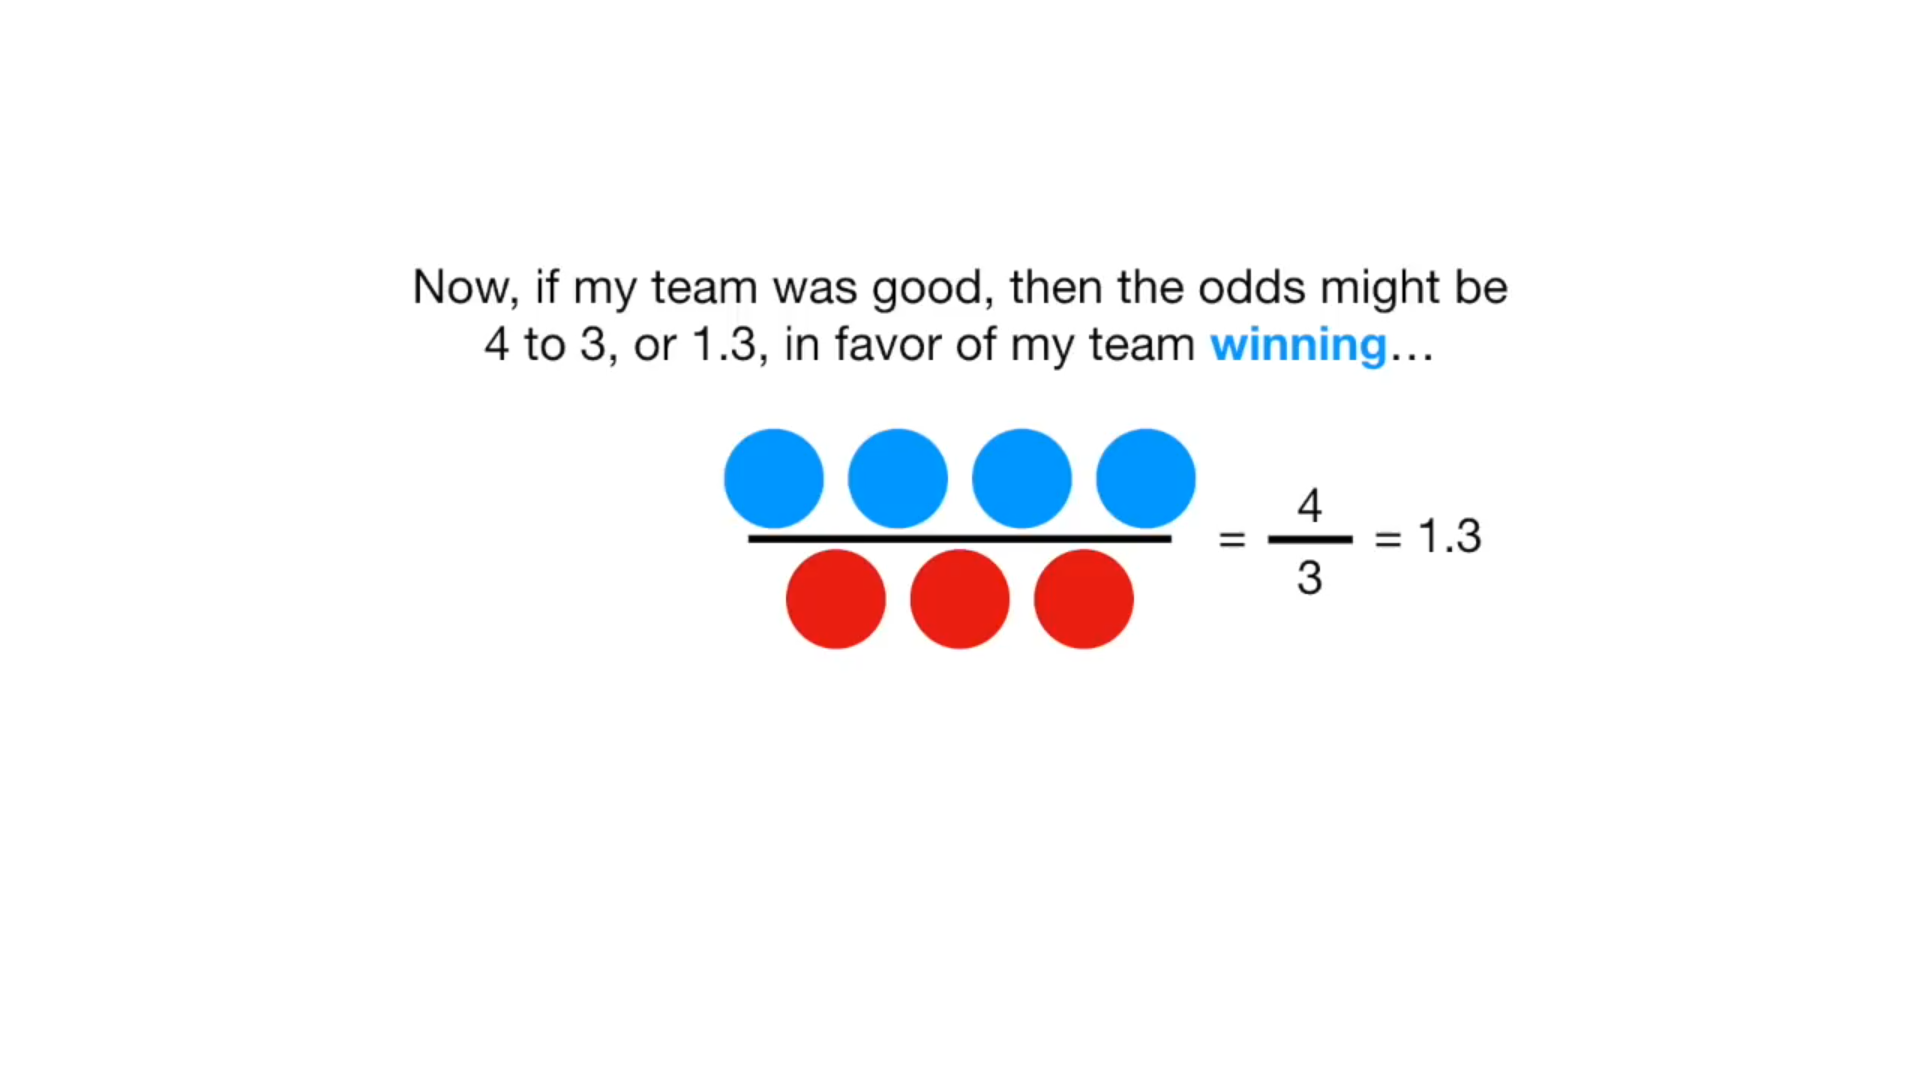 Now, if my team was good, then the odds might be
4 to 3, or 1.3, in favor of my team winning…
= 4/3 = 1.3